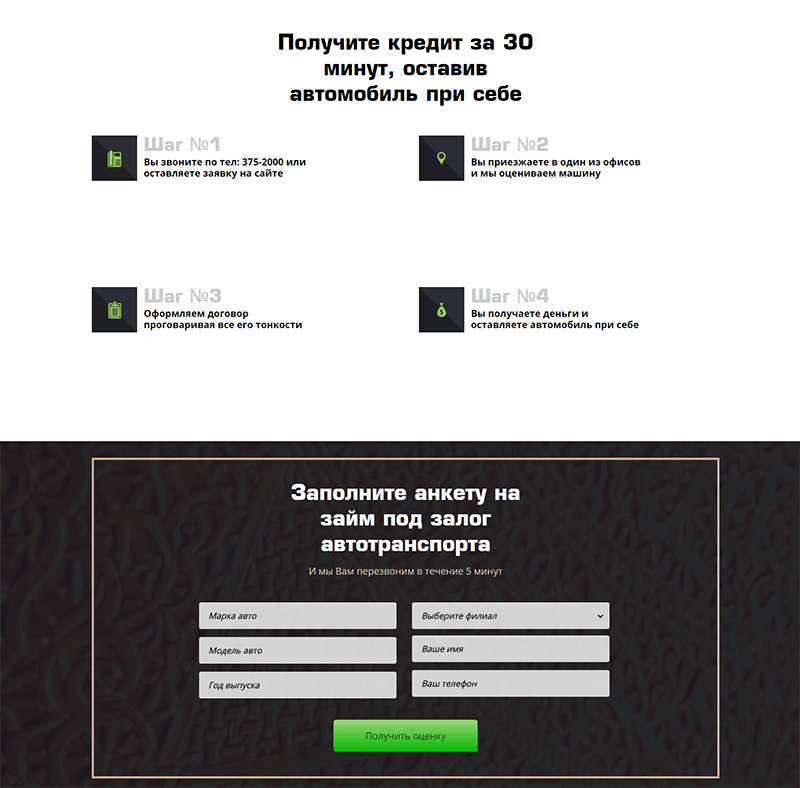 Получите кредит за 30
минут, оставив
автомобиль при себе
Шаг №1
Вы звоните по тел: 375-2000 или
оставляете заявку на сайте
Шаг №2
Вы приезжаете в один из офисов
и мы оцениваем машину
Шаг №3
Оформляем договор
проговаривая все его тонкости
Шаг №4
Вы получаете деньги и
оставляете автомобиль при себе
Заполните анкету на
займ под залог
автотранспорта
И мы Вам перезвоним в течение 5 минут
Марка авто
Выберите филиал
Модель авто
Ваше имя
Год выпуска
Ваш телефон
Получить оценку